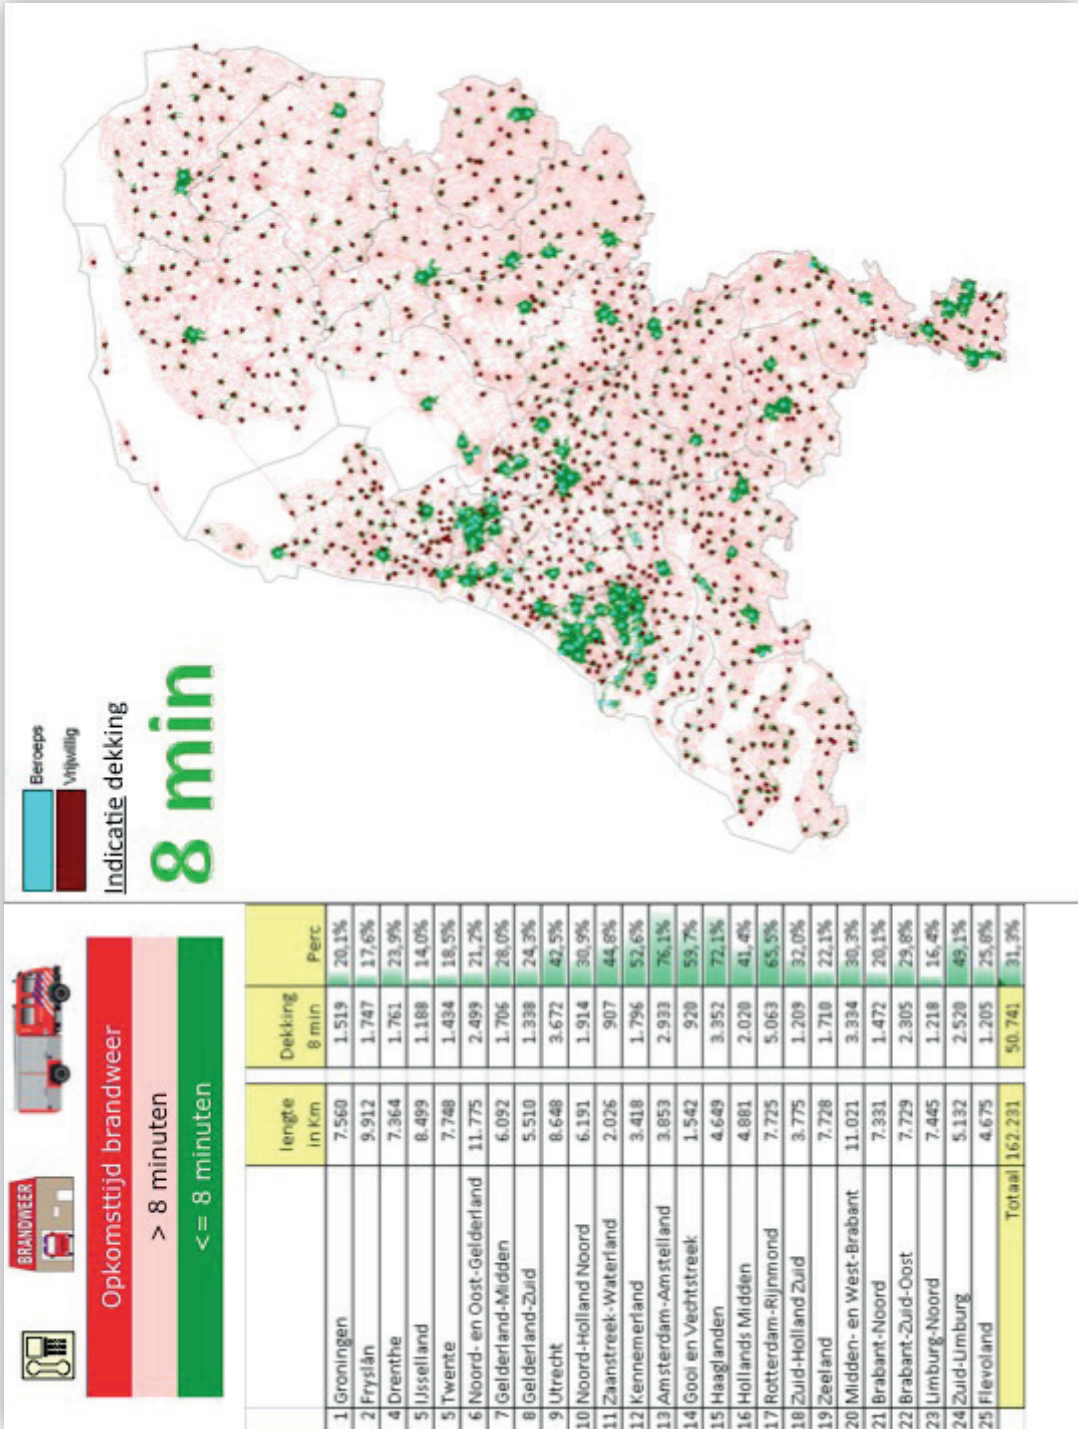 BRANDWEER
Opkomsttijd brandweer
> 8 minuten
<= 8 minuten
Beroeps
Vrijwillig
Indicatie dekking
8 min
lengte in Km Dekking 8 min Perc
1 Groningen 7.560 1.519 20,1%
2 Fryslân 9.912 1.747 17,6%
4 Drenthe 7.364 1.761 23,9%
5 IJsselland 8.499 1.188 14,0%
5 Twente 7.748 1.434 18,5%
6 Noord- en Oost-Gelderland 11.775 2.499 21,2%
7 Gelderland-Midden 6.092 1.706 28,0%
8 Gelderland-Zuid 5.510 1.338 24,3%
9 Utrecht 8.648 3.672 42,5%
10 Noord-Holland Noord 6.191 1.914 30,9%
11 Zaanstreek-Waterland 2.026 907 44,8%
12 Kennemerland 3.418 1.796 52,6%
13 Amsterdam-Amstelland 3.853 2.933 76,1%
14 Gooi en Vechtstreek 1.542 920 59,7%
15 Haaglanden 4.649 3.352 72,1%
16 Hollands Midden 4.881 2.020 41,4%
17 Rotterdam-Rijnmond 7.725 5.063 65,5%
18 Zuid-Holland Zuid 3.775 1.209 32,0%
19 Zeeland 7.728 1.710 22,1%
20 Midden- en West-Brabant 11.021 3.334 30,3%
21 Brabant-Noord 7.331 1.472 20,1%
22 Brabant-Zuid-Oost 7.729 2.305 29,8%
23 Limburg-Noord 7.445 1.218 16,4%
24 Zuid-Limburg 5.132 2.520 49,1%
25 Flevoland 4.675 1.205 25,8%
Totaal 162.231 50.741 31,3%